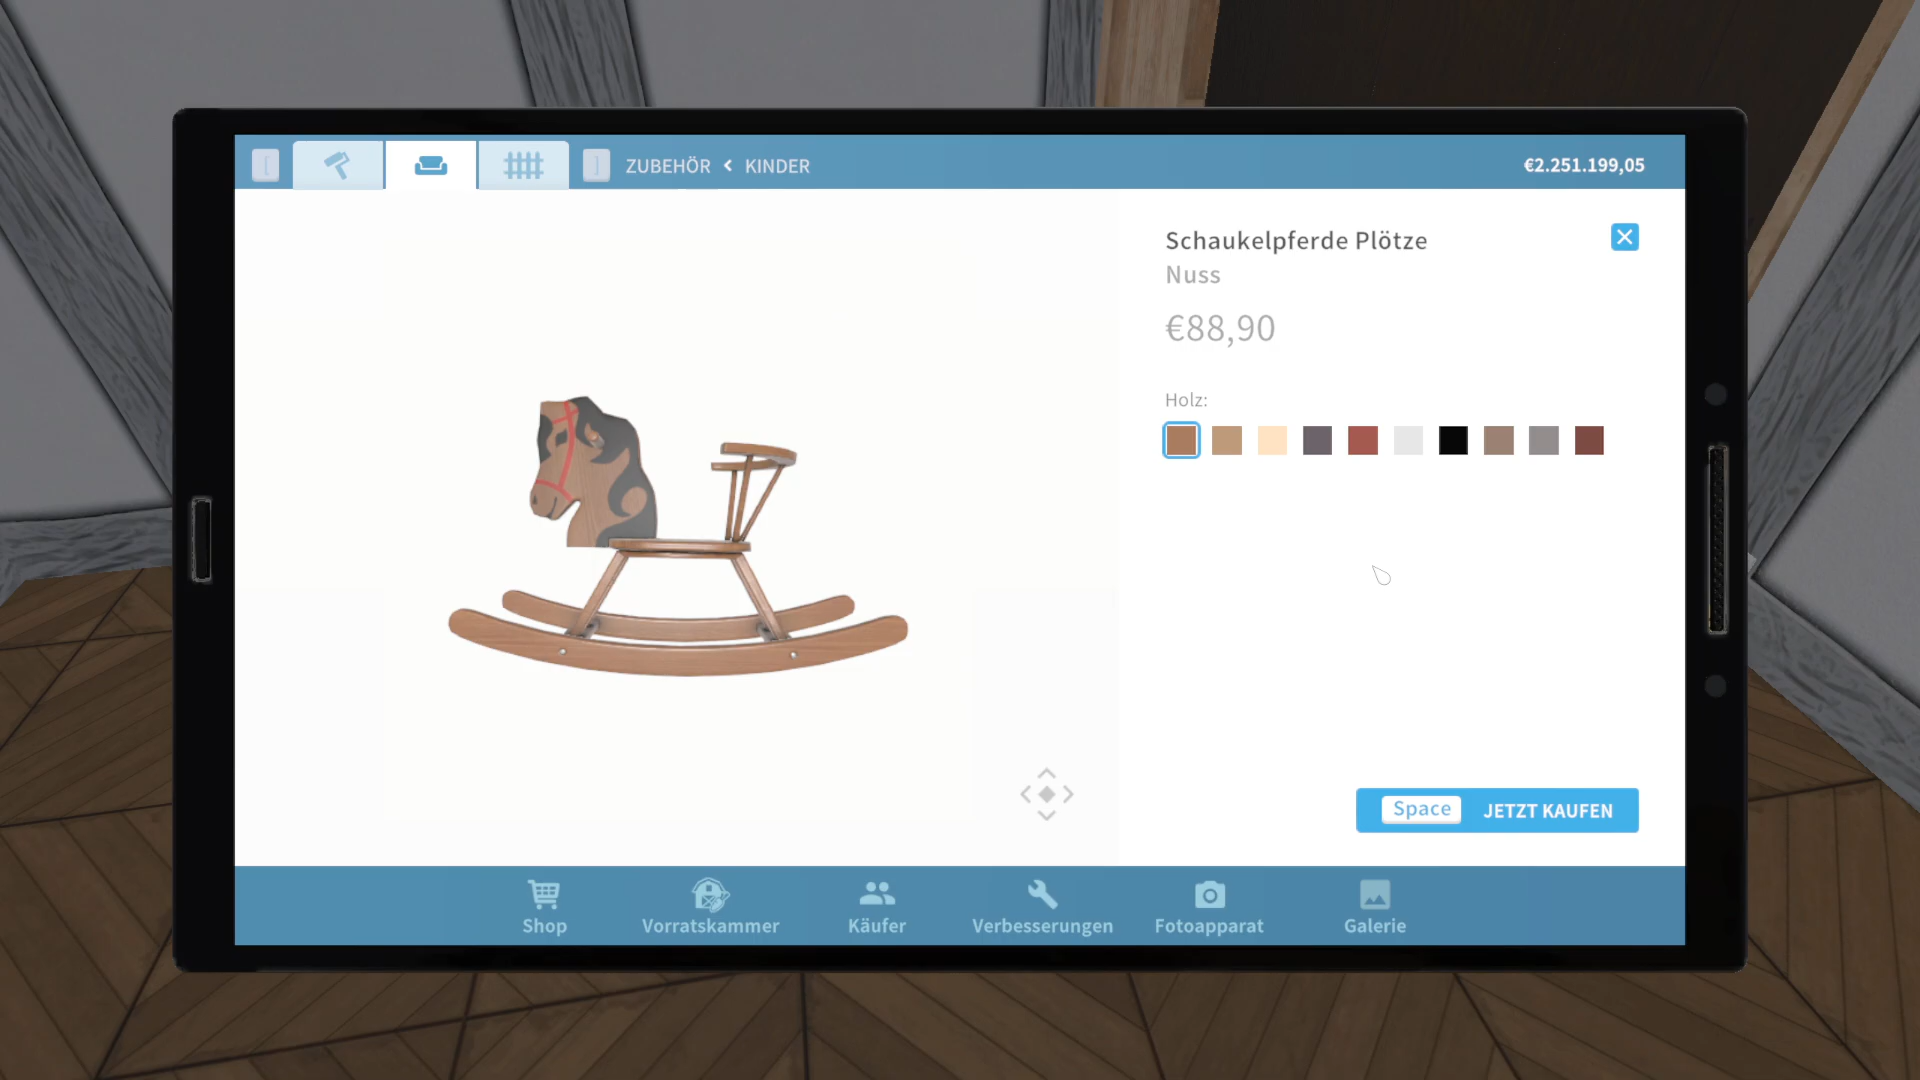 [ ] ZUBEHÖR < KINDER €2.251.199,05
Schaukelpferde Plötze
Nuss
€88,90
Holz:
Space JETZT KAUFEN
Shop Vorratskammer Käufer Verbesserungen Fotoapparat Galerie